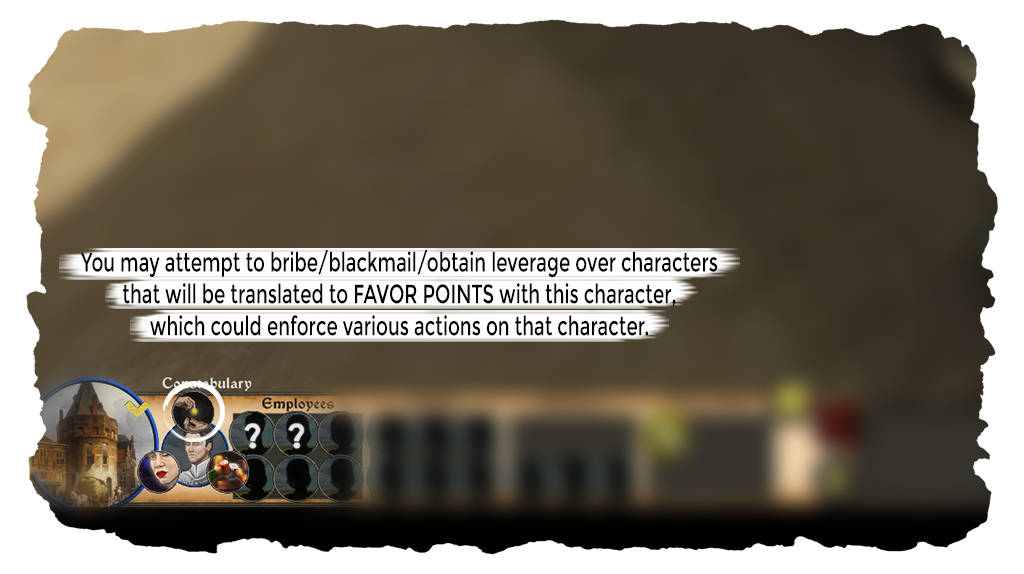 You may attempt to bribe/blackmail/obtain leverage over characters
that will be translated to FAVOR POINTS with this character,
which could enforce various actions on that character.
Constabulary
Employees
? ?